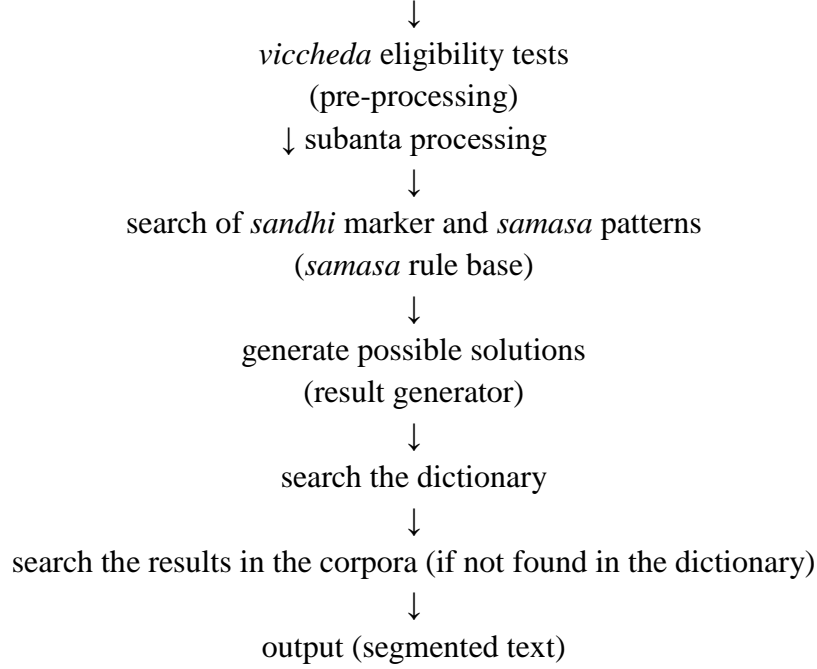 ↓
viccheda eligibility tests
(pre-processing)
↓ subanta processing
↓
search of sandhi marker and samasa patterns
(samasa rule base)
↓
generate possible solutions
(result generator)
↓
search the dictionary
↓
search the results in the corpora (if not found in the dictionary)
↓
output (segmented text)